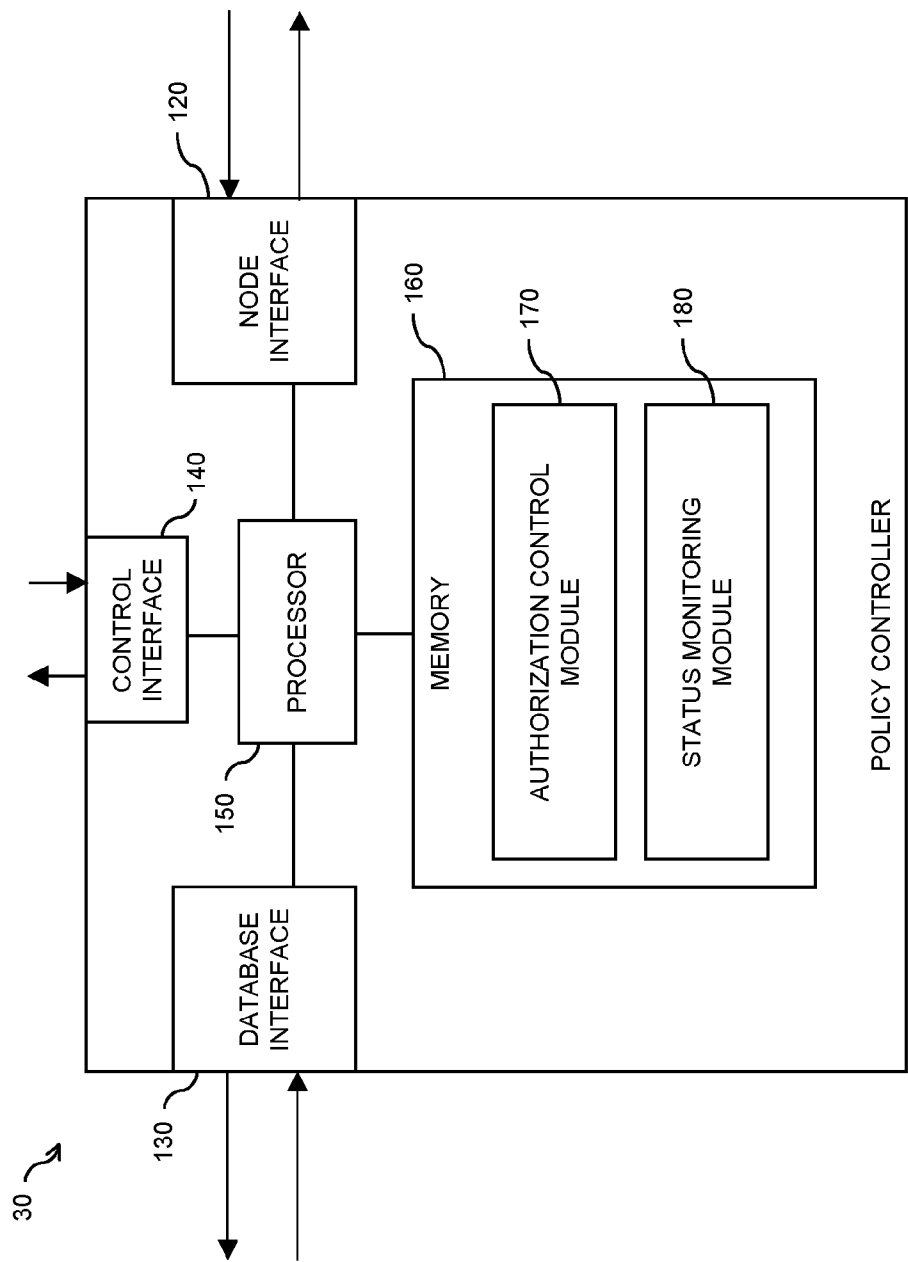 30
130
DATABASE
INTERFACE
150
PROCESSOR
CONTROL
INTERFACE
140
NODE
INTERFACE
120
MEMORY
160
AUTHORIZATION CONTROL
MODULE
170
STATUS MONITORING
MODULE
180
POLICY CONTROLLER